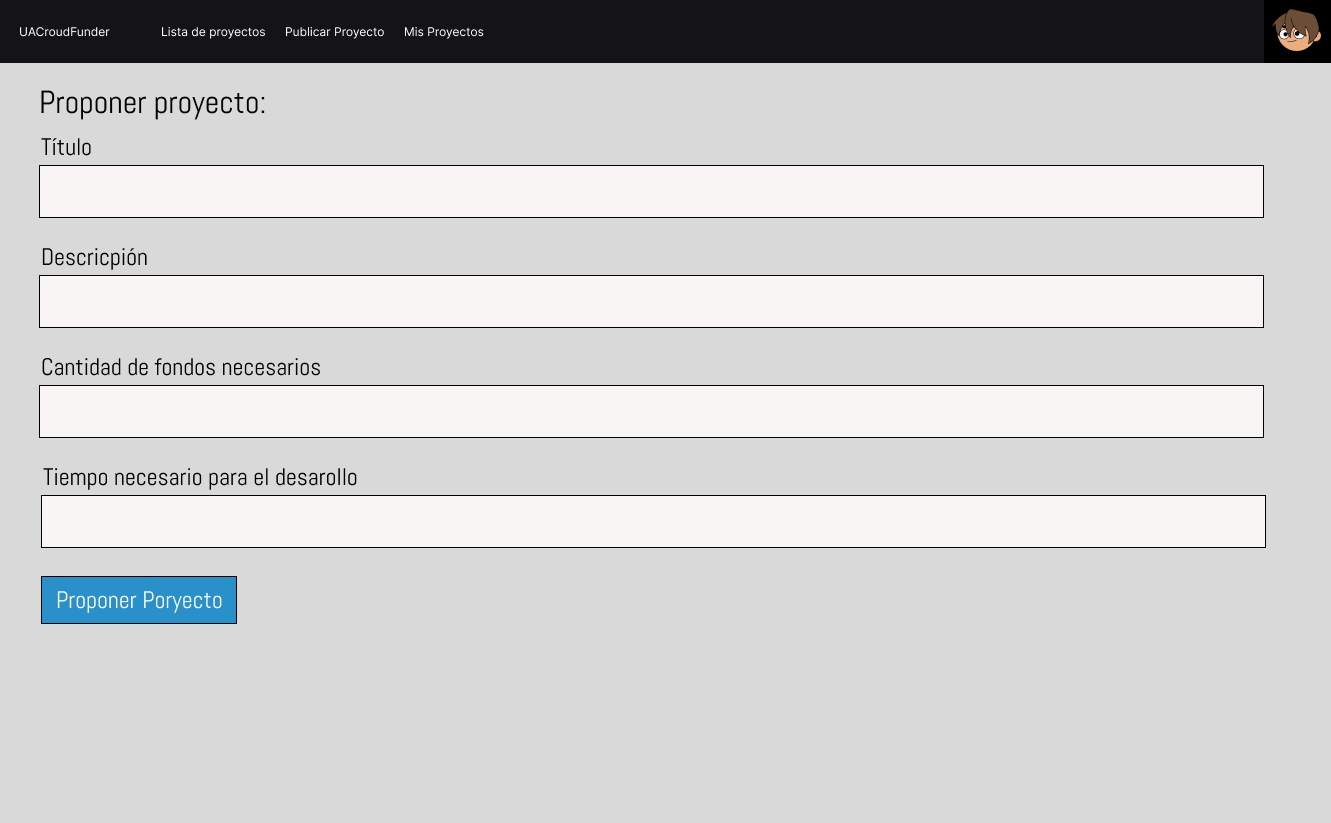 UACroudFunder Lista de proyectos Publicar Proyecto Mis Proyectos
Proponer proyecto:
Título
Descricpión
Cantidad de fondos necesarios
Tiempo necesario para el desarollo
Proponer Poryecto